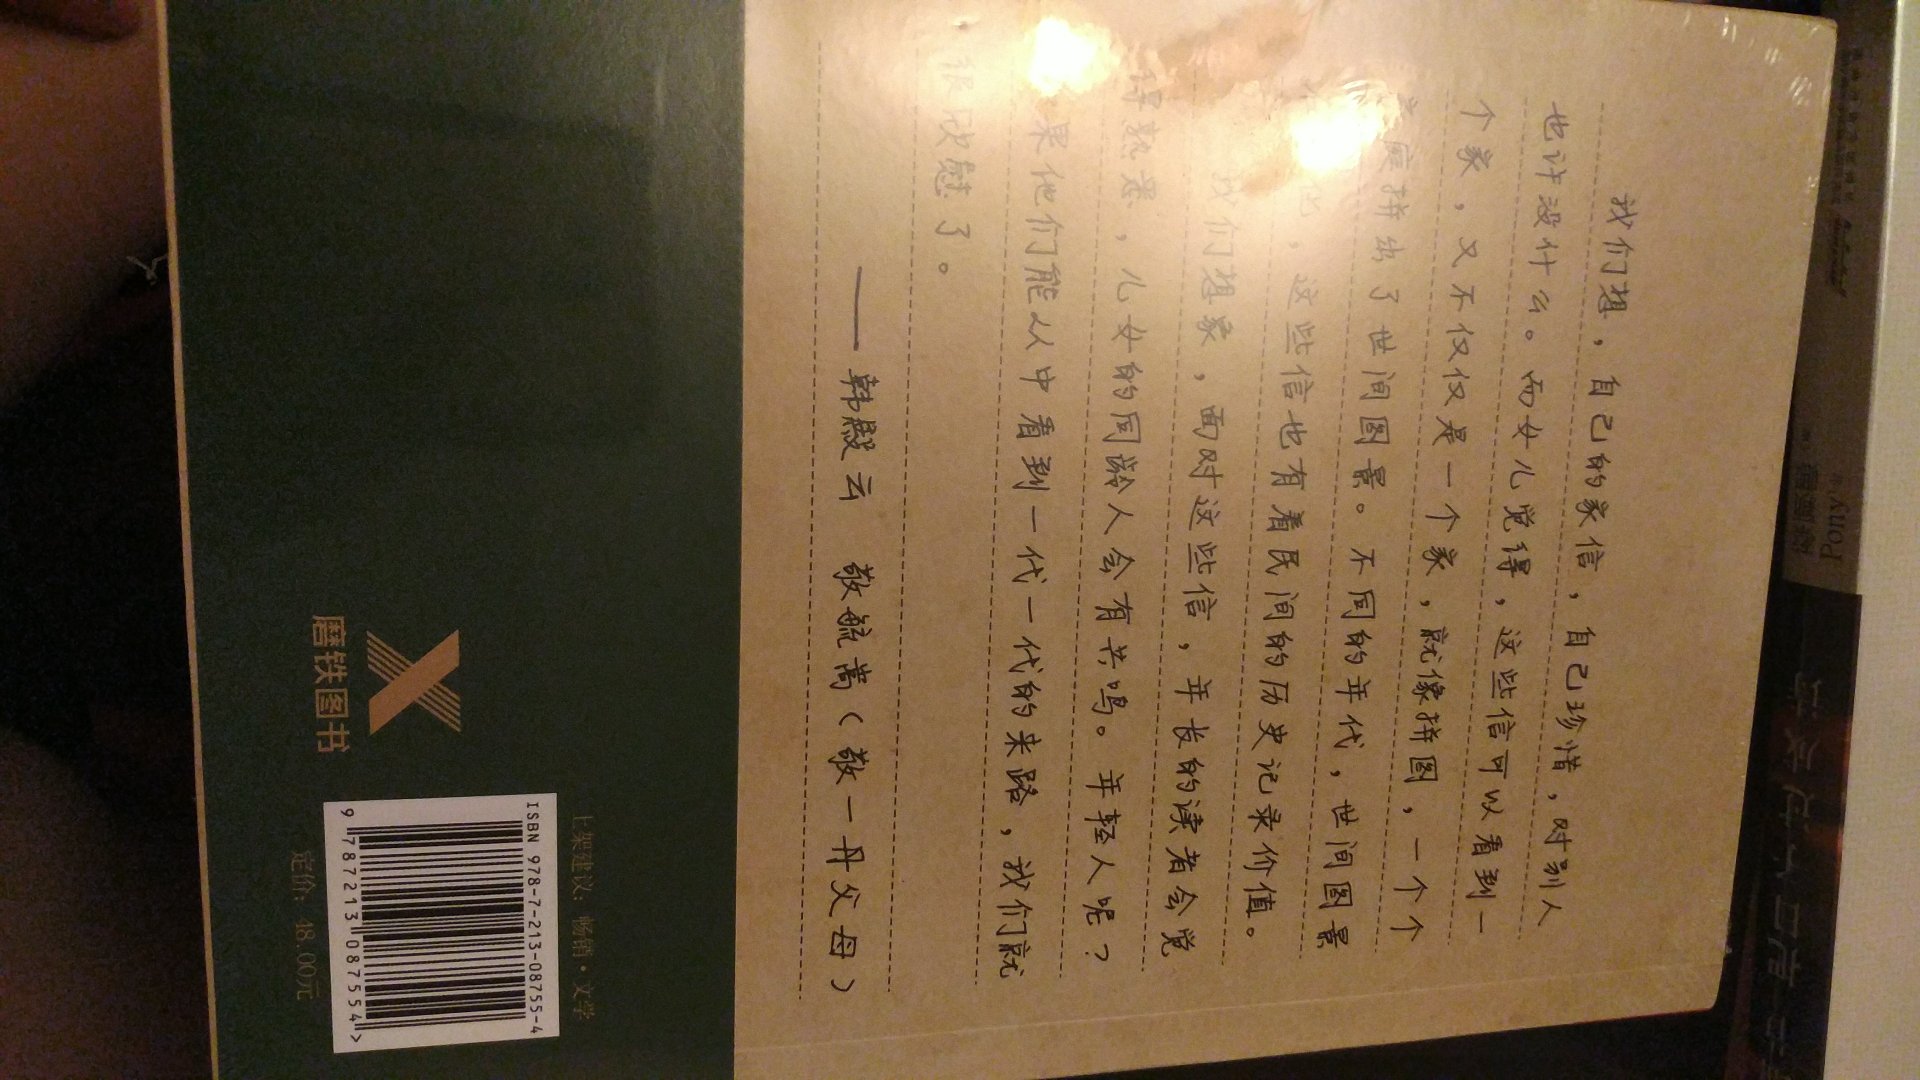 我们想，自己的家信，自己珍惜，对别人
也许没什么。而女儿觉得，这些信可以看到一
个家，又不仅仅是一个家，就像拼图，一个个
家庭拼出了世间图景。不同的年代，世间图景
，这些信也有着民间的历史记录价值。
我们想象，面对这些信，年长的读者会觉
得熟悉，儿女的同龄人会有共鸣。年轻人呢？
果他们能从中看到一代一代的来路，我们就
很欣慰了。
——韩殿云 敬毓嵩（敬一丹父母）
磨铁图书
上架建议：畅销·文学
ISBN 978-7-213-08755-4
9 787213 087554 >
定价：48.00元
Pony